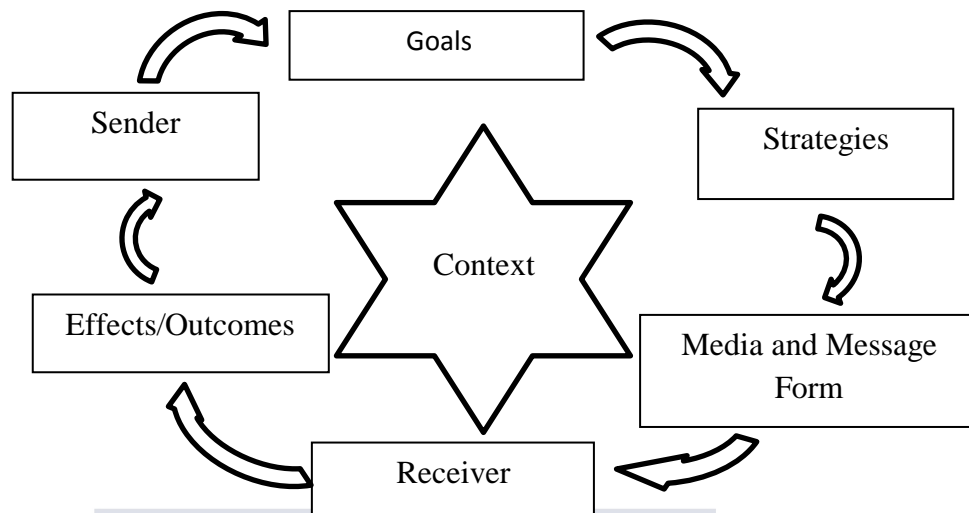 Goals
Sender
Strategies
Context
Effects/Outcomes
Media and Message
Form
Receiver